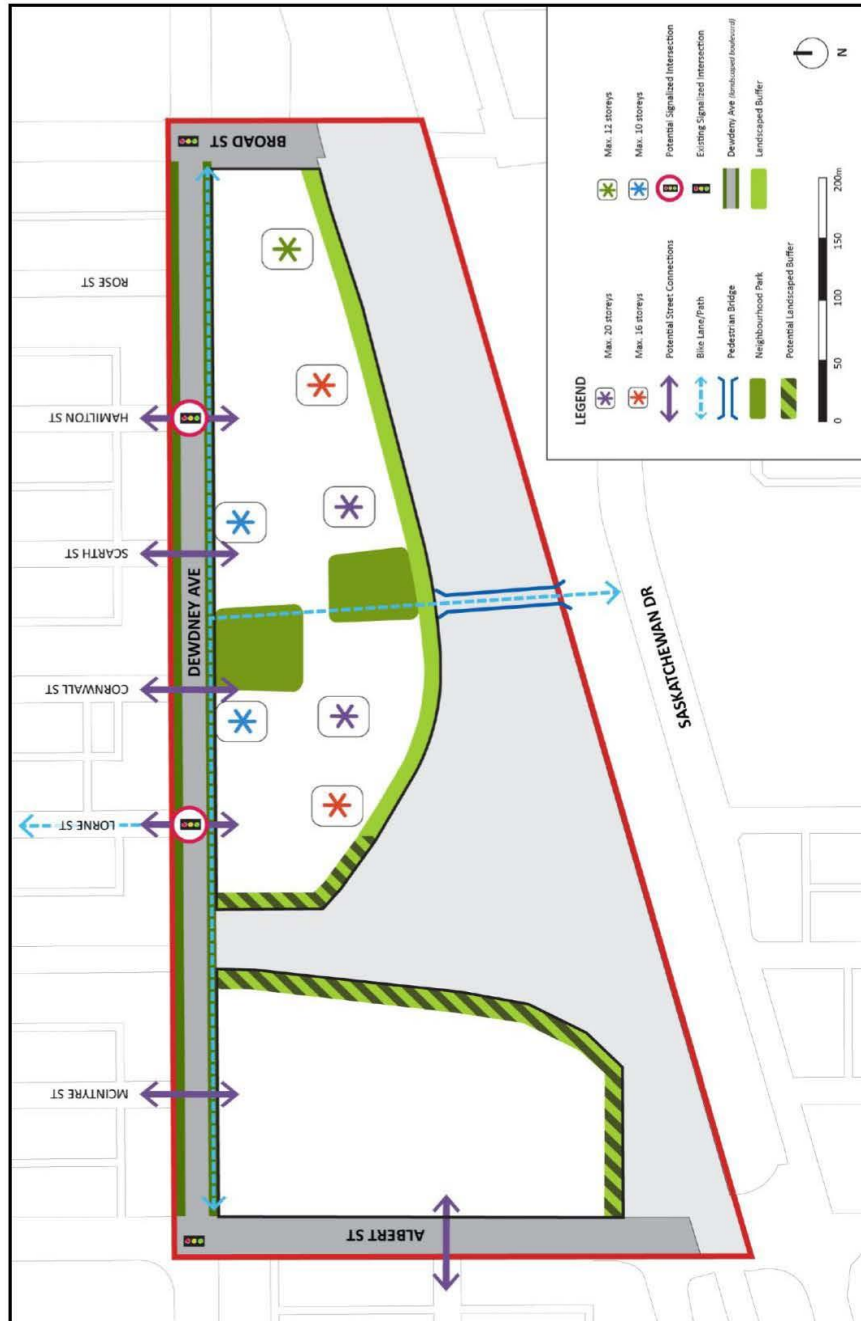 BROAD ST
ROSE ST
HAMILTON ST
SCARTH ST
DEWDNEY AVE
CORNWALL ST
LORNE ST
MCINTYRE ST
ALBERT ST
SASKATCHEWAN DR
LEGEND
Max. 20 storeys
Max. 16 storeys
Potential Street Connections
Bike Lane/Path
Pedestrian Bridge
Neighbourhood Park
Potential Landscaped Buffer
Max. 12 storeys
Max. 10 storeys
Potential Signalized Intersection
Existing Signalized Intersection
Dewdeny Ave (landscaped boulevard)
Landscaped Buffer
0 50 100 150 200m
N